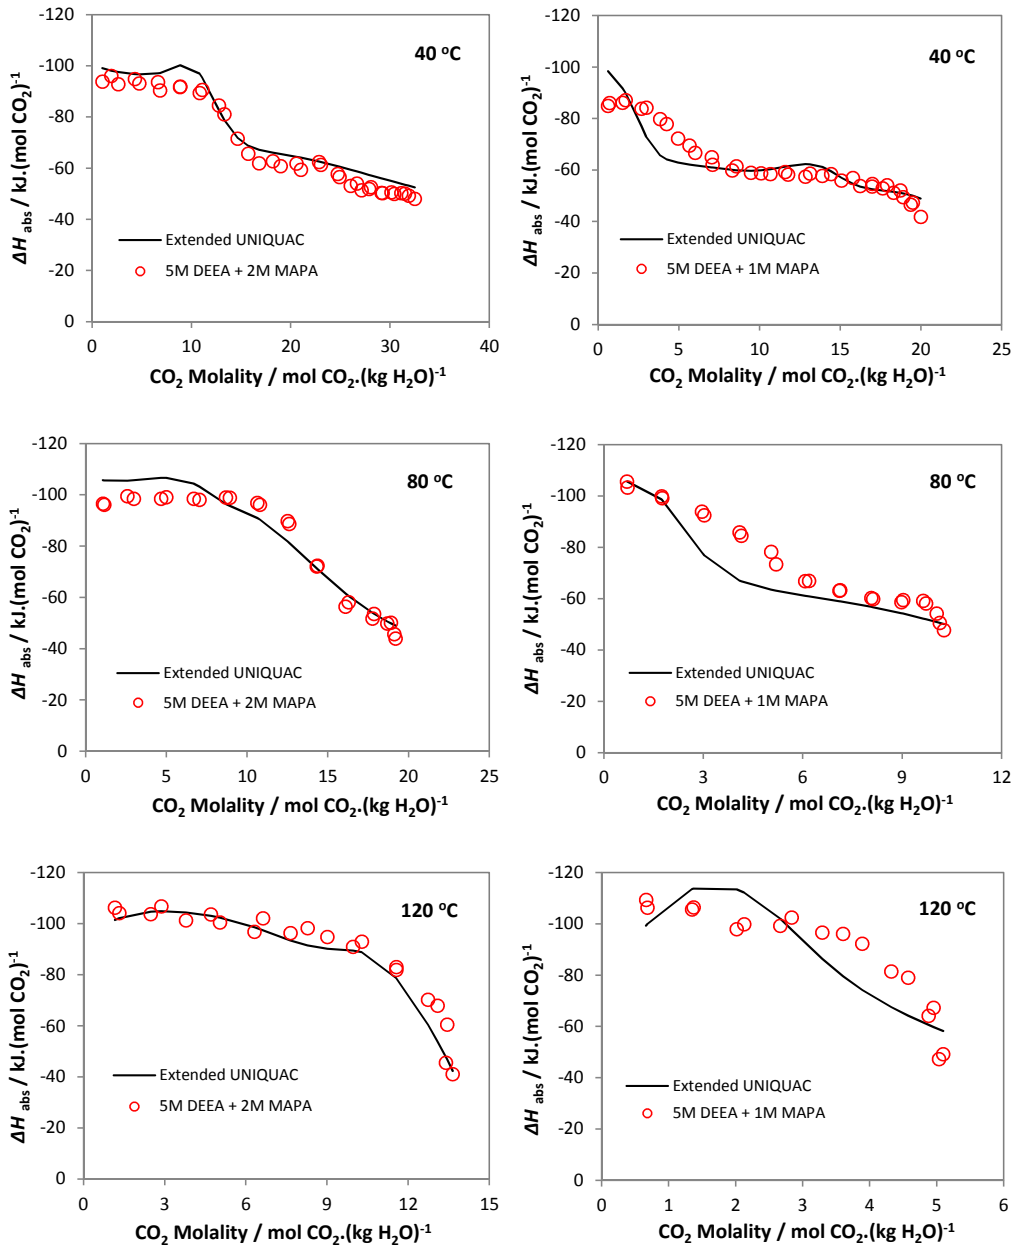 -120
-100
-80
-60
-40
-20
0
ΔH abs / kJ.(mol CO2)-1
40 oC
Extended UNIQUAC
5M DEEA + 2M MAPA
0 10 20 30 40
CO2 Molality / mol CO2.(kg H2O)-1
-120
-100
-80
-60
-40
-20
0
ΔH abs / kJ.(mol CO2)-1
40 oC
Extended UNIQUAC
5M DEEA + 1M MAPA
0 5 10 15 20 25
CO2 Molality / mol CO2.(kg H2O)-1
-120
-100
-80
-60
-40
-20
0
ΔH abs / kJ.(mol CO2)-1
80 oC
Extended UNIQUAC
5M DEEA + 2M MAPA
0 5 10 15 20 25
CO2 Molality / mol CO2.(kg H2O)-1
-120
-100
-80
-60
-40
-20
0
ΔH abs / kJ.(mol CO2)-1
80 oC
Extended UNIQUAC
5M DEEA + 1M MAPA
0 3 6 9 12
CO2 Molality / mol CO2.(kg H2O)-1
-120
-100
-80
-60
-40
-20
0
ΔH abs / kJ.(mol CO2)-1
120 oC
Extended UNIQUAC
5M DEEA + 2M MAPA
0 3 6 9 12 15
CO2 Molality / mol CO2.(kg H2O)-1
-120
-100
-80
-60
-40
-20
0
ΔH abs / kJ.(mol CO2)-1
120 oC
Extended UNIQUAC
5M DEEA + 1M MAPA
0 1 2 3 4 5 6
CO2 Molality / mol CO2.(kg H2O)-1